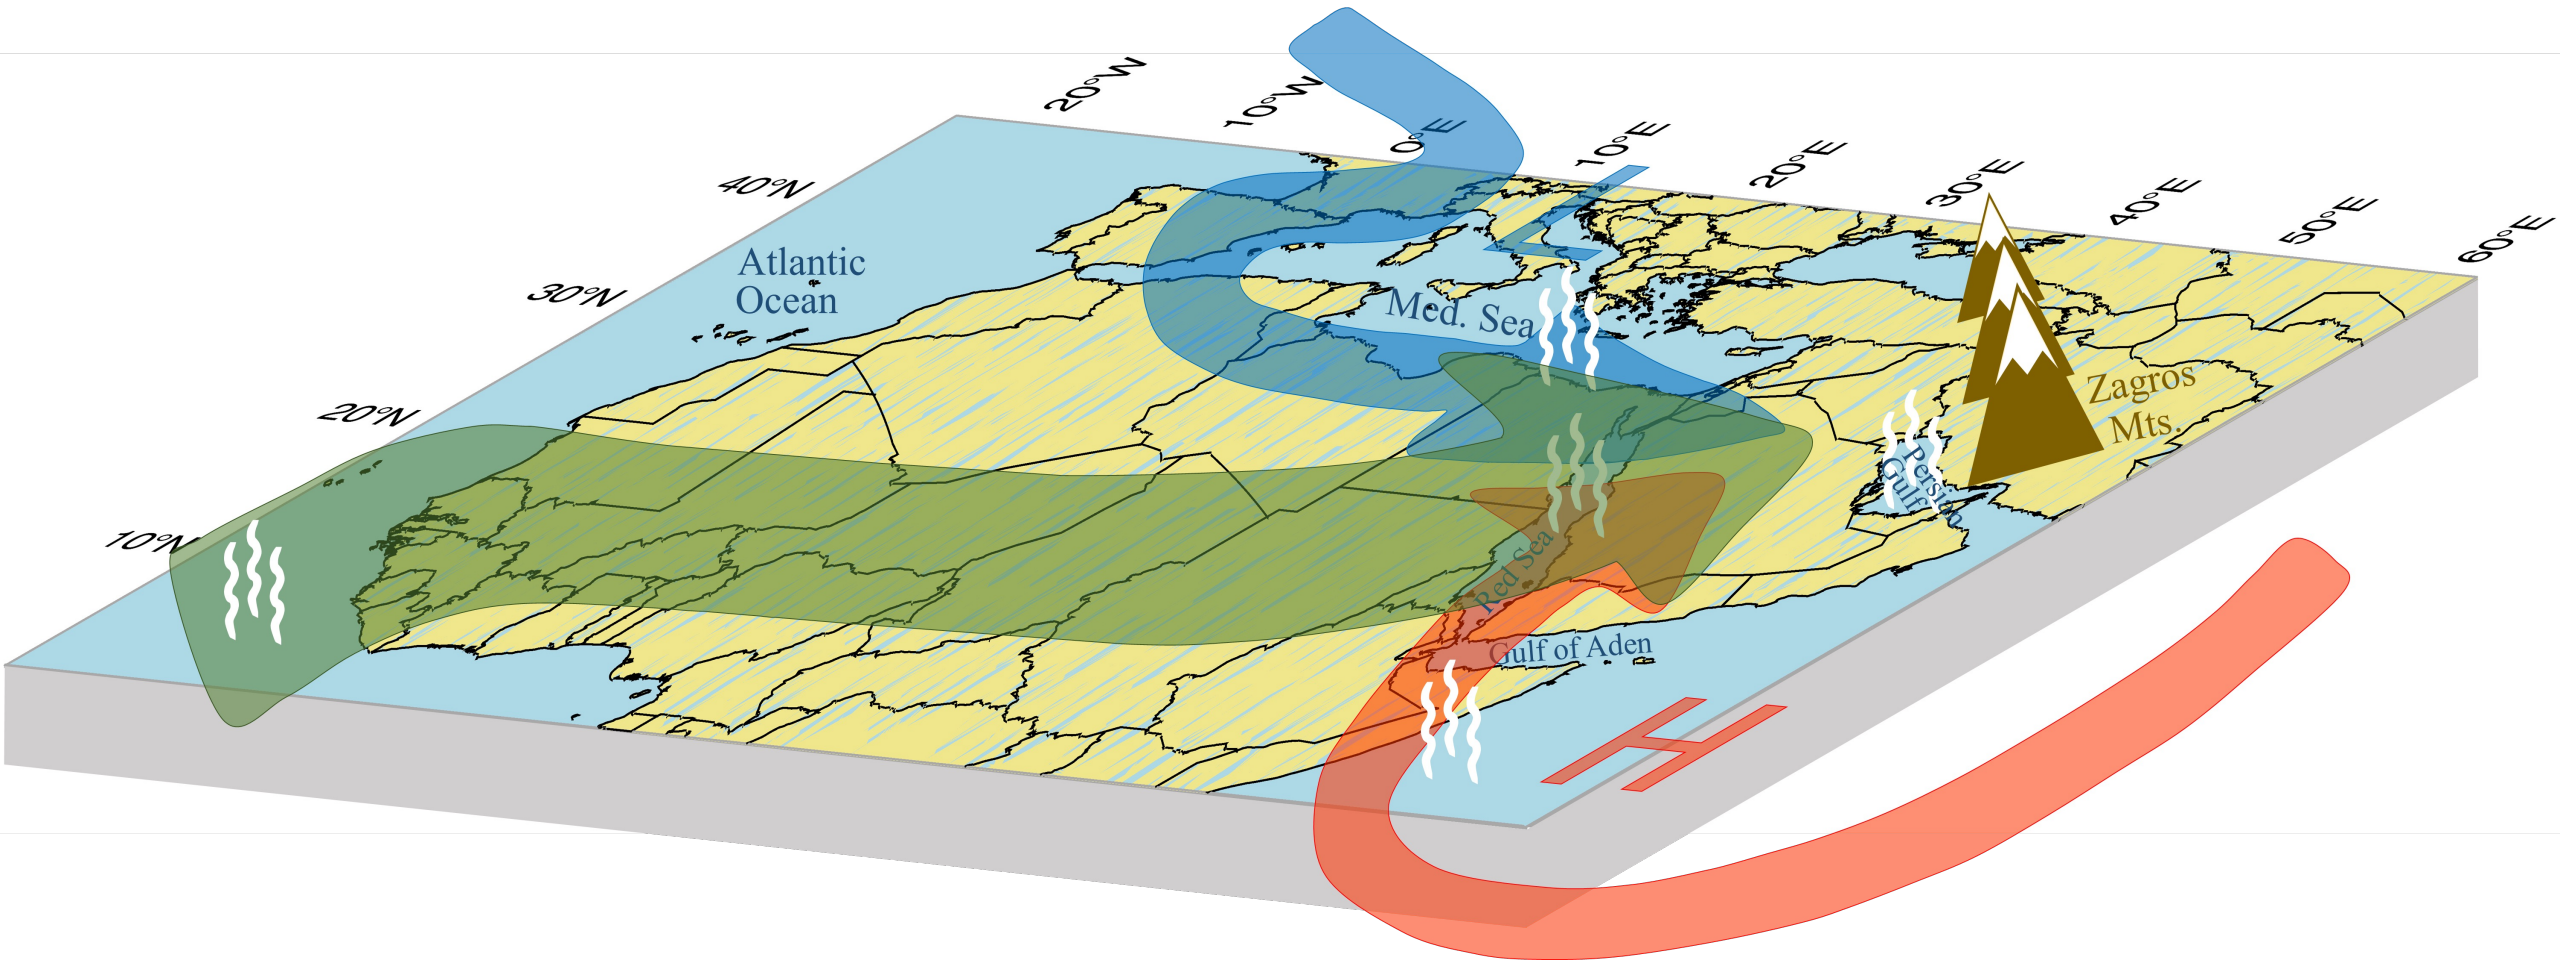 20°W
10°W
0°E
10°E
20°E
30°E
40°E
50°E
60°E
40°N
30°N
20°N
10°N
Atlantic
Ocean
L
Med. Sea
Zagros
Mts.
Persian
Gulf
Red Sea
Gulf of Aden
H